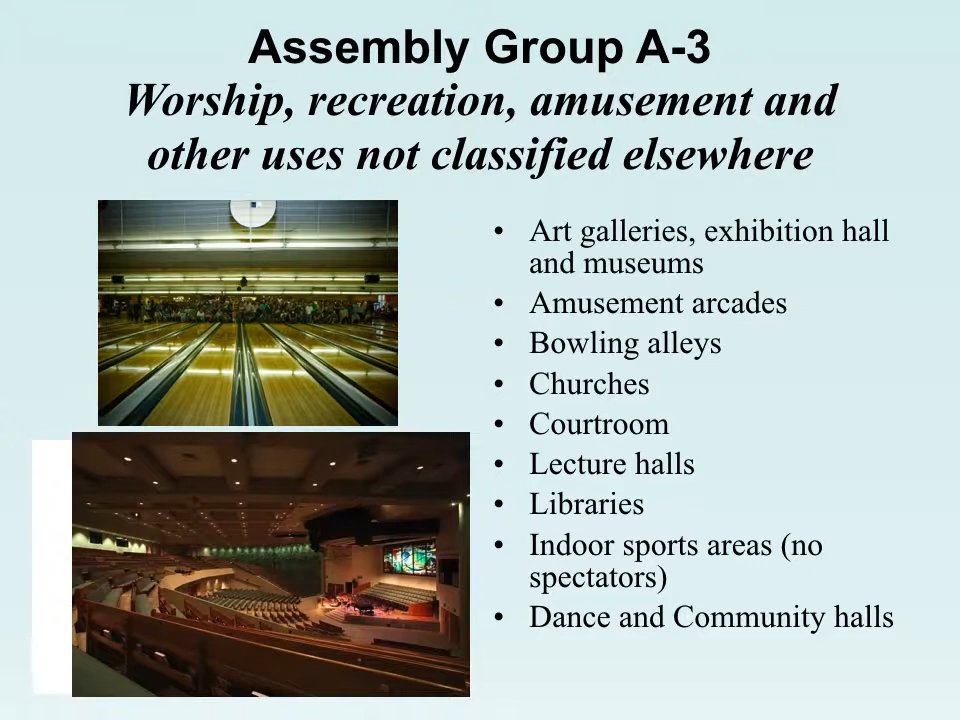 Assembly Group A-3
Worship, recreation, amusement and
other uses not classified elsewhere
• Art galleries, exhibition hall
and museums
• Amusement arcades
• Bowling alleys
• Churches
• Courtroom
• Lecture halls
• Libraries
• Indoor sports areas (no
spectators)
• Dance and Community halls